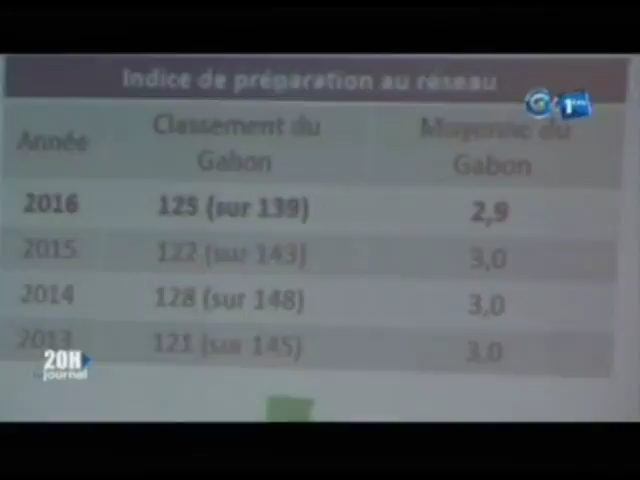 Indice de préparation au réseau
Année
Classement du Gabon
Moyenne du Gabon
2016 125 (sur 139) 2,9
2015 122 (sur 143) 3,0
2014 128 (sur 148) 3,0
2013 121 (sur 145) 3,0
G 1ÈRE
20H
le journal